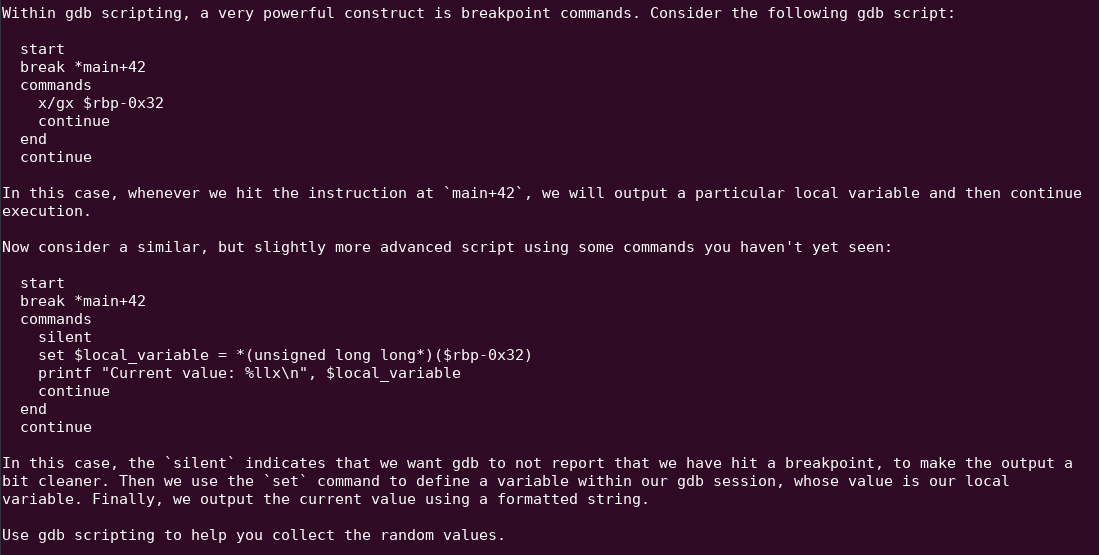 Within gdb scripting, a very powerful construct is breakpoint commands. Consider the following gdb script:

  start
  break *main+42
  commands
    x/gx $rbp-0x32
    continue
  end
  continue

In this case, whenever we hit the instruction at `main+42`, we will output a particular local variable and then continue
execution.

Now consider a similar, but slightly more advanced script using some commands you haven't yet seen:

  start
  break *main+42
  commands
    silent
    set $local_variable = *(unsigned long long*)($rbp-0x32)
    printf "Current value: %llx\n", $local_variable
    continue
  end
  continue

In this case, the `silent` indicates that we want gdb to not report that we have hit a breakpoint, to make the output a
bit cleaner. Then we use the `set` command to define a variable within our gdb session, whose value is our local
variable. Finally, we output the current value using a formatted string.

Use gdb scripting to help you collect the random values.